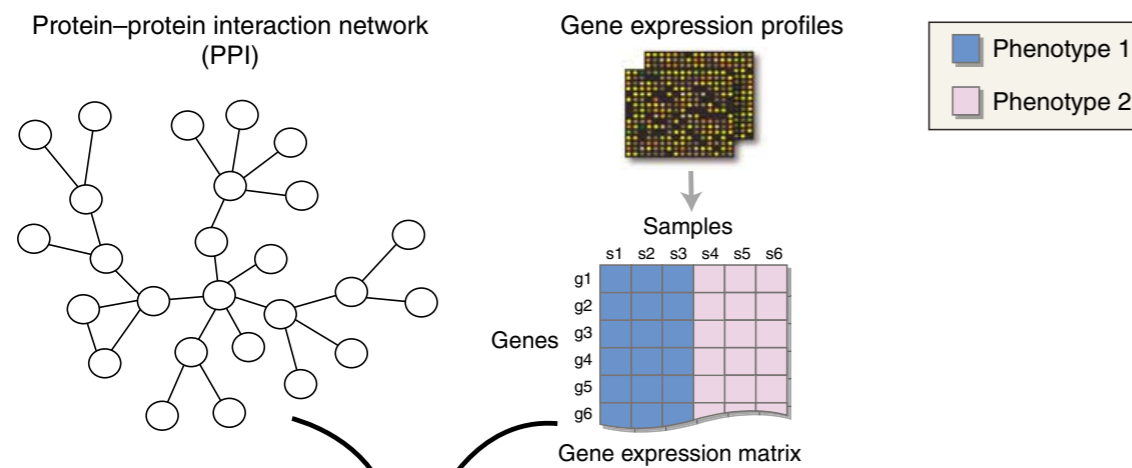 Protein–protein interaction network
(PPI)
Gene expression profiles
Phenotype 1
Phenotype 2
Samples
s1 s2 s3 s4 s5 s6
Genes
g1
g2
g3
g4
g5
g6
Gene expression matrix